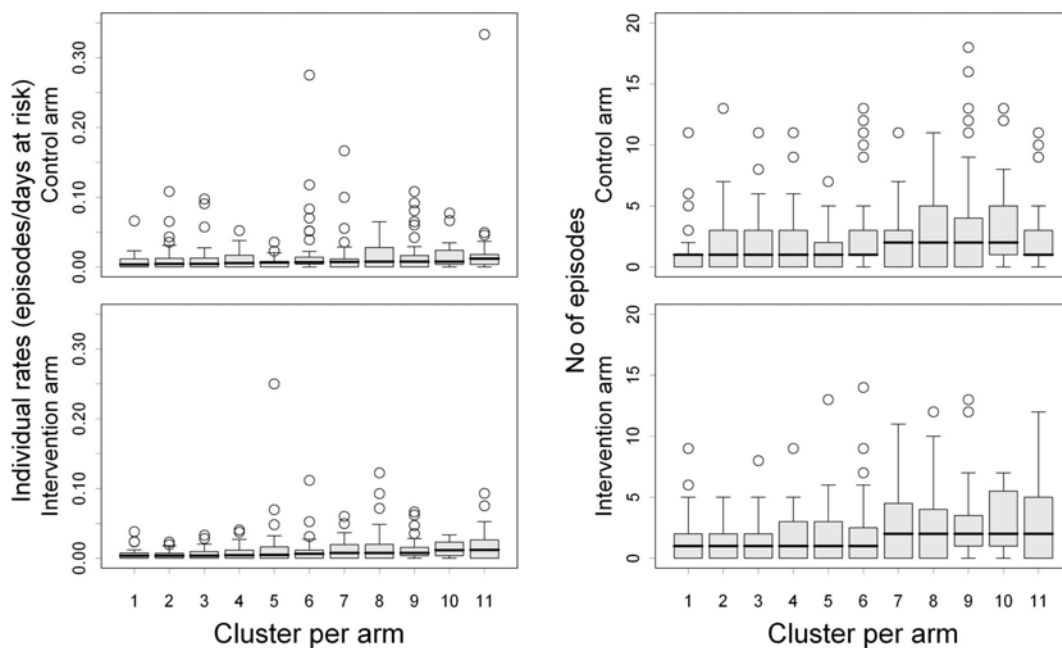 Individual rates (episodes/days at risk)
Control arm
0.00 0.10 0.20 0.30
Intervention arm
0.00 0.10 0.20 0.30
1 2 3 4 5 6 7 8 9 10 11
Cluster per arm
No of episodes
Control arm
0 5 10 15 20
Intervention arm
0 5 10 15 20
1 2 3 4 5 6 7 8 9 10 11
Cluster per arm